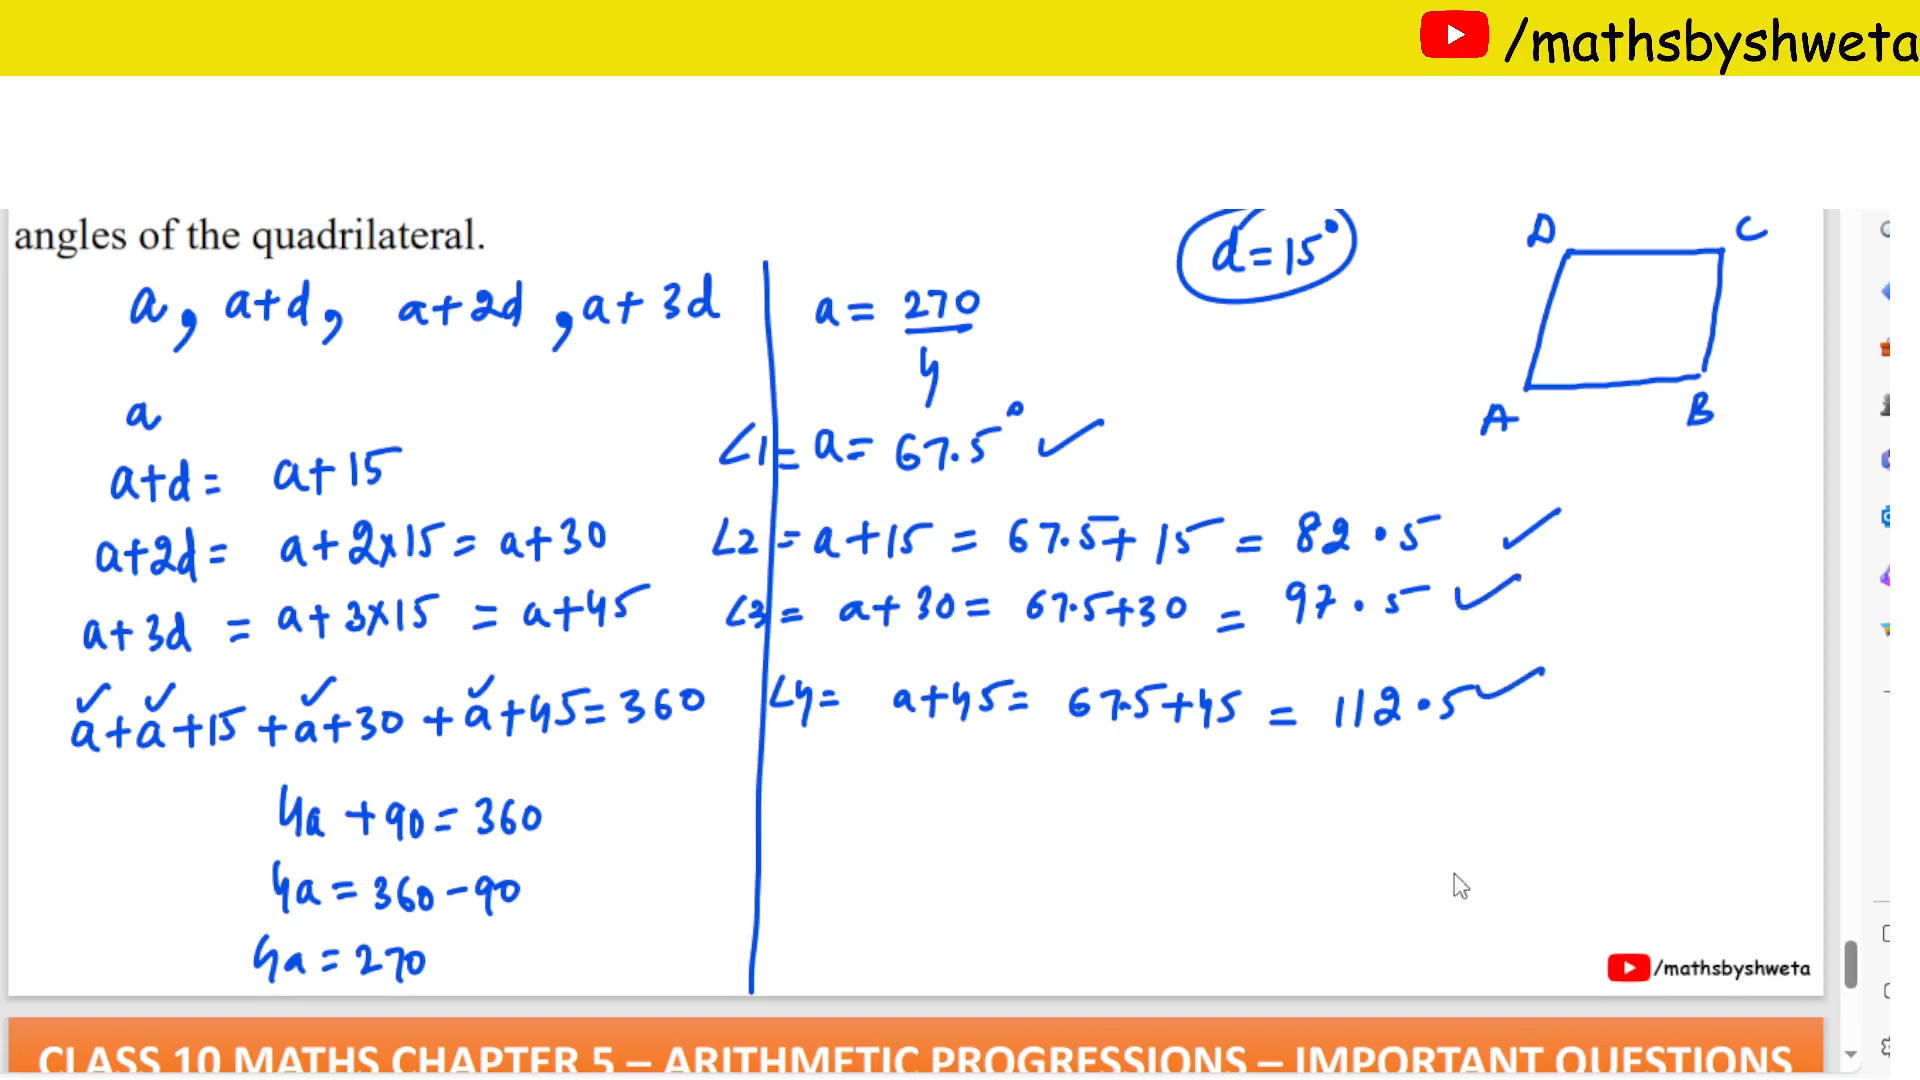 /mathsbyshweta
angles of the quadrilateral.
d = 15°
D C
A B
a, a+d, a+2d, a+3d
a
a+d = a+15
a+2d = a+2×15 = a+30
a+3d = a+3×15 = a+45
a+a+15+a+30+a+45=360
4a+90=360
4a=360-90
4a=270
a = 270/4
∠1 = a = 67.5°
∠2 = a+15 = 67.5+15 = 82.5
∠3 = a+30 = 67.5+30 = 97.5
∠4 = a+45 = 67.5+45 = 112.5
/mathsbyshweta
CLASS 10 MATHS CHAPTER 5 – ARITHMETIC PROGRESSIONS – IMPORTANT QUESTIONS